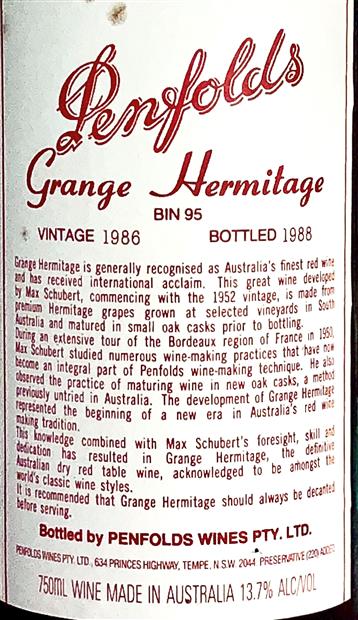 Penfolds
Grange Hermitage
BIN 95
VINTAGE 1986 BOTTLED 1988
Grange Hermitage is generally recognised as Australia's finest red wine
and has received international acclaim. This great wine developed
by Max Schubert, commencing with the 1952 vintage, is made from
premium Hermitage grapes grown at selected vineyards in South
Australia and matured in small oak casks prior to bottling.
During an extensive tour of the Bordeaux region of France in 1950,
Max Schubert studied numerous wine-making practices that have now
become an integral part of Penfolds wine-making technique. He also
observed the practice of maturing wine in new oak casks, a method
previously untried in Australia. The development of Grange Hermitage
represented the beginning of a new era in Australia's red wine
making tradition.
This knowledge combined with Max Schubert's foresight, skill and
dedication has resulted in Grange Hermitage, the definitive
Australian dry red table wine, acknowledged to be amongst the
world's classic wine styles.
It is recommended that Grange Hermitage should always be decanted
before serving.
Bottled by PENFOLDS WINES PTY. LTD.
PENFOLDS WINES PTY. LTD., 634 PRINCES HIGHWAY, TEMPE, N.S.W. 2044 PRESERVATIVE (220) ADDED
750ML WINE MADE IN AUSTRALIA 13.7% ALC/VOL